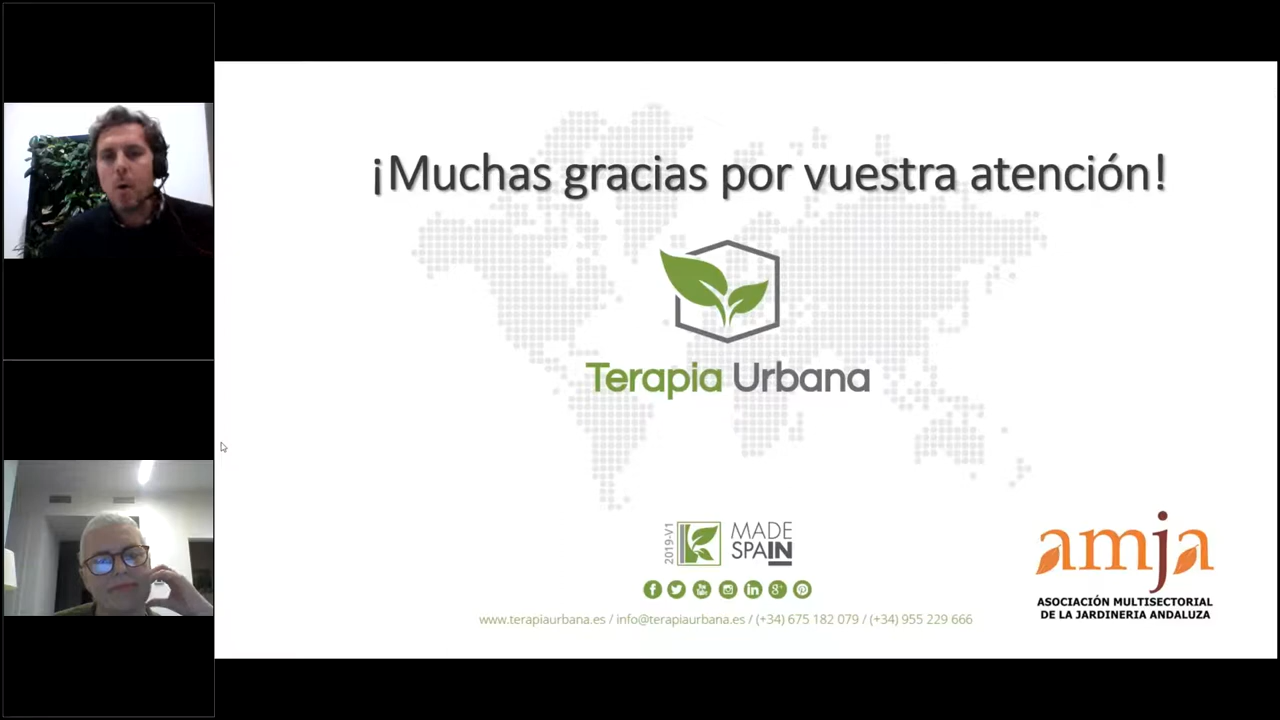 ¡Muchas gracias por vuestra atención!
Terapia Urbana
2019-V1
MADE
SPAIN
www.terapiaurbana.es / info@terapiaurbana.es / (+34) 675 182 079 / (+34) 955 229 666
amja
ASOCIACIÓN MULTISECTORIAL
DE LA JARDINERIA ANDALUZA